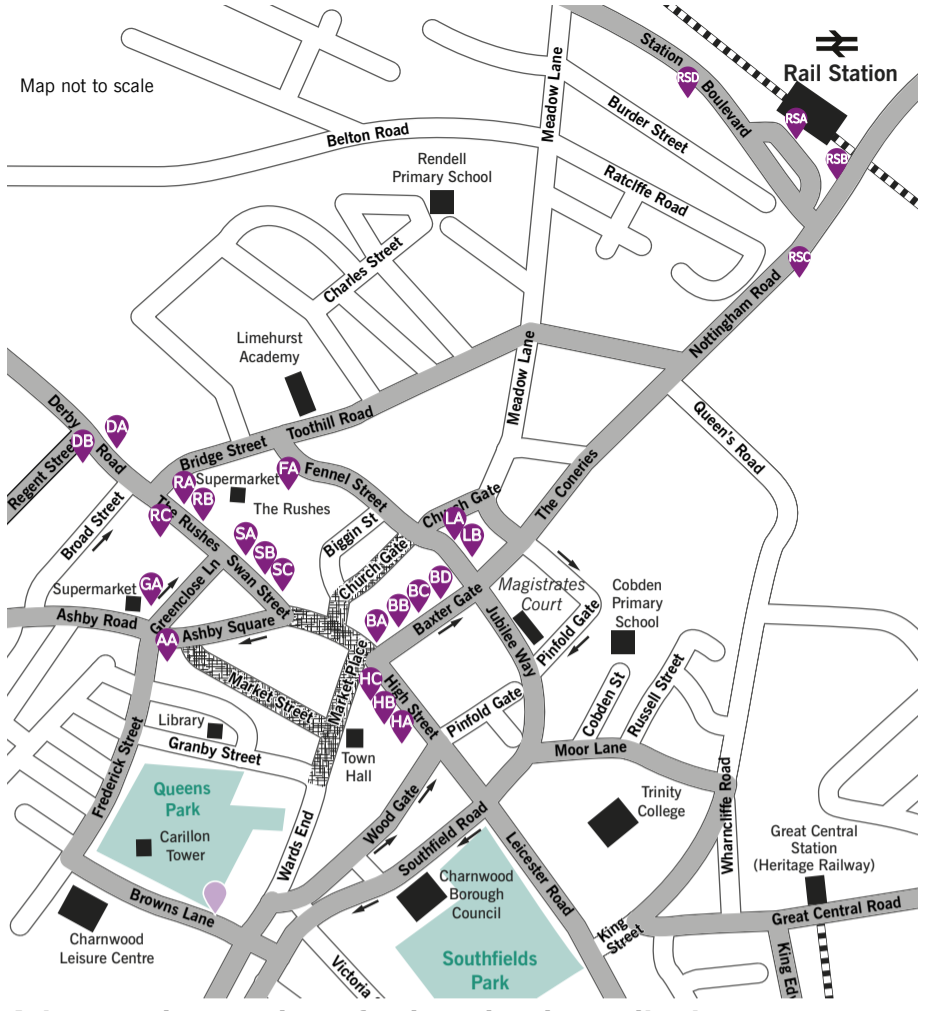 Map not to scale
Station
Boulevard
RSD
Rail Station
RSA
RSB
RSC
Meadow Lane
Burder Street
Belton Road
Ratcliffe Road
Rendell
Primary School
Charles Street
Nottingham Road
Limehurst
Academy
Meadow Lane
Queen's Road
Derby
Road
DA
DB
Regent Street
Bridge Street
Toothill Road
FA
Fennel Street
Supermarket
The Rushes
RA
RB
RC
The Rushes
Broad Street
Church Gate
The Coneries
LA
LB
SA
SB
SC
Swan Street
Biggin St
Church Gate
Supermarket
GA
Greenclose Ln
Ashby Road
AA
Ashby Square
BA
BB
BC
BD
Baxter Gate
Magistrates
Court
Cobden
Primary
School
Jubilee Way
Pinfold Gate
Market Street
Market Place
HC
HB
HA
High Street
Pinfold Gate
Cobden St
Russell Street
Library
Granby Street
Town
Hall
Moor Lane
Frederick Street
Queens
Park
Carillon
Tower
Wood Gate
Southfield Road
Trinity
College
Wharncliffe Road
Great Central
Station
(Heritage Railway)
Wards End
Leicester Road
Charnwood
Borough
Council
Browns Lane
Charnwood
Leisure Centre
King
Street
Great Central Road
Southfields
Park
Victoria
King Edw